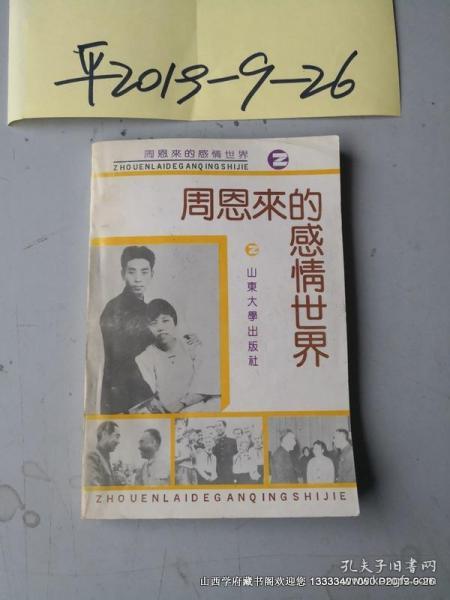 平2019-9-26
周恩來的感情世界
ZHOUENLAIDEGANQINGSHIJIE
Z
周恩來的
感情世界
Z
山東大學出版社
ZHOUENLAIDEGANQINGSHIJIE
孔夫子旧书网
山西学府藏书阁欢迎您